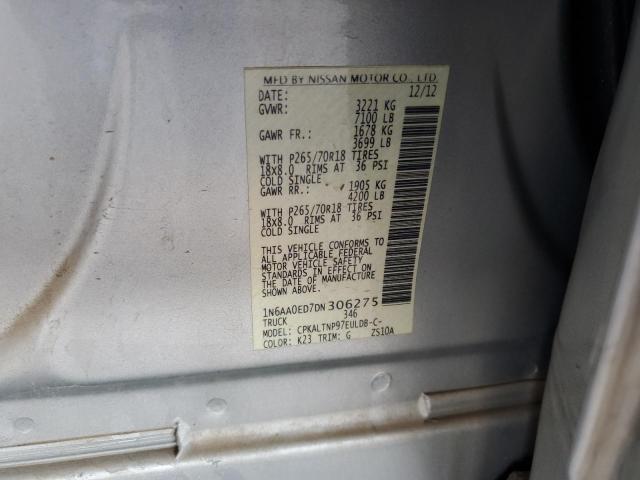 MFD BY NISSAN MOTOR CO., LTD.
DATE: 12/12
GVWR: 3221 KG
7100 LB
GAWR FR.: 1678 KG
3699 LB
WITH P265/70R18 TIRES
18x8.0 RIMS AT 36 PSI
COLD SINGLE
GAWR RR.: 1905 KG
4200 LB
WITH P265/70R18 TIRES
18x8.0 RIMS AT 36 PSI
COLD SINGLE
THIS VEHICLE CONFORMS TO
ALL APPLICABLE FEDERAL
MOTOR VEHICLE SAFETY
STANDARDS IN EFFECT ON
THE DATE OF MANUFACTURE
SHOWN ABOVE.
1N6AA0ED7DN306275
TRUCK 346
MODEL: CPKALTNP97EULDB-C-
COLOR: K23 TRIM: G ZS10A